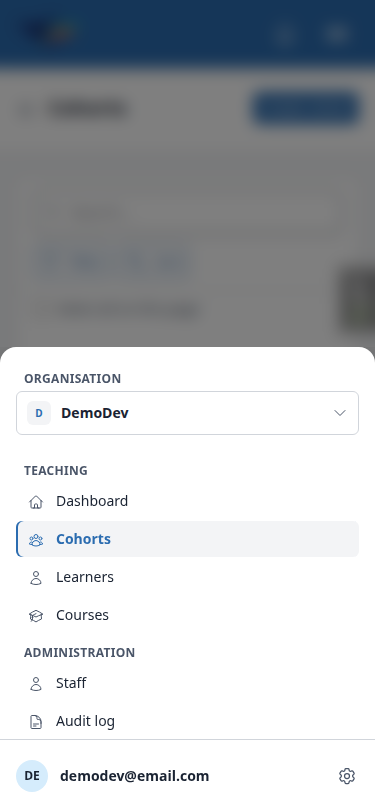 ORGANISATION
D DemoDev
TEACHING
Dashboard
Cohorts
Learners
Courses
ADMINISTRATION
Staff
Audit log
DE demodev@email.com